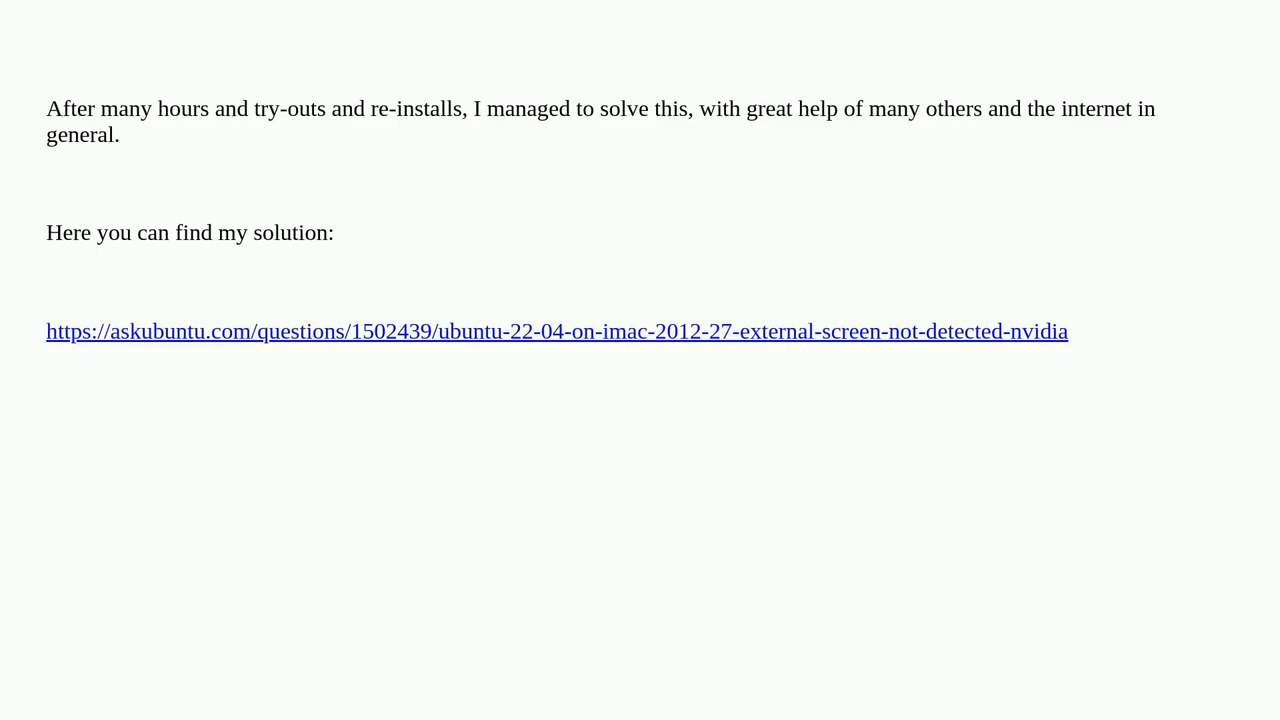 After many hours and try-outs and re-installs, I managed to solve this, with great help of many others and the internet in
general.
Here you can find my solution:
https://askubuntu.com/questions/1502439/ubuntu-22-04-on-imac-2012-27-external-screen-not-detected-nvidia